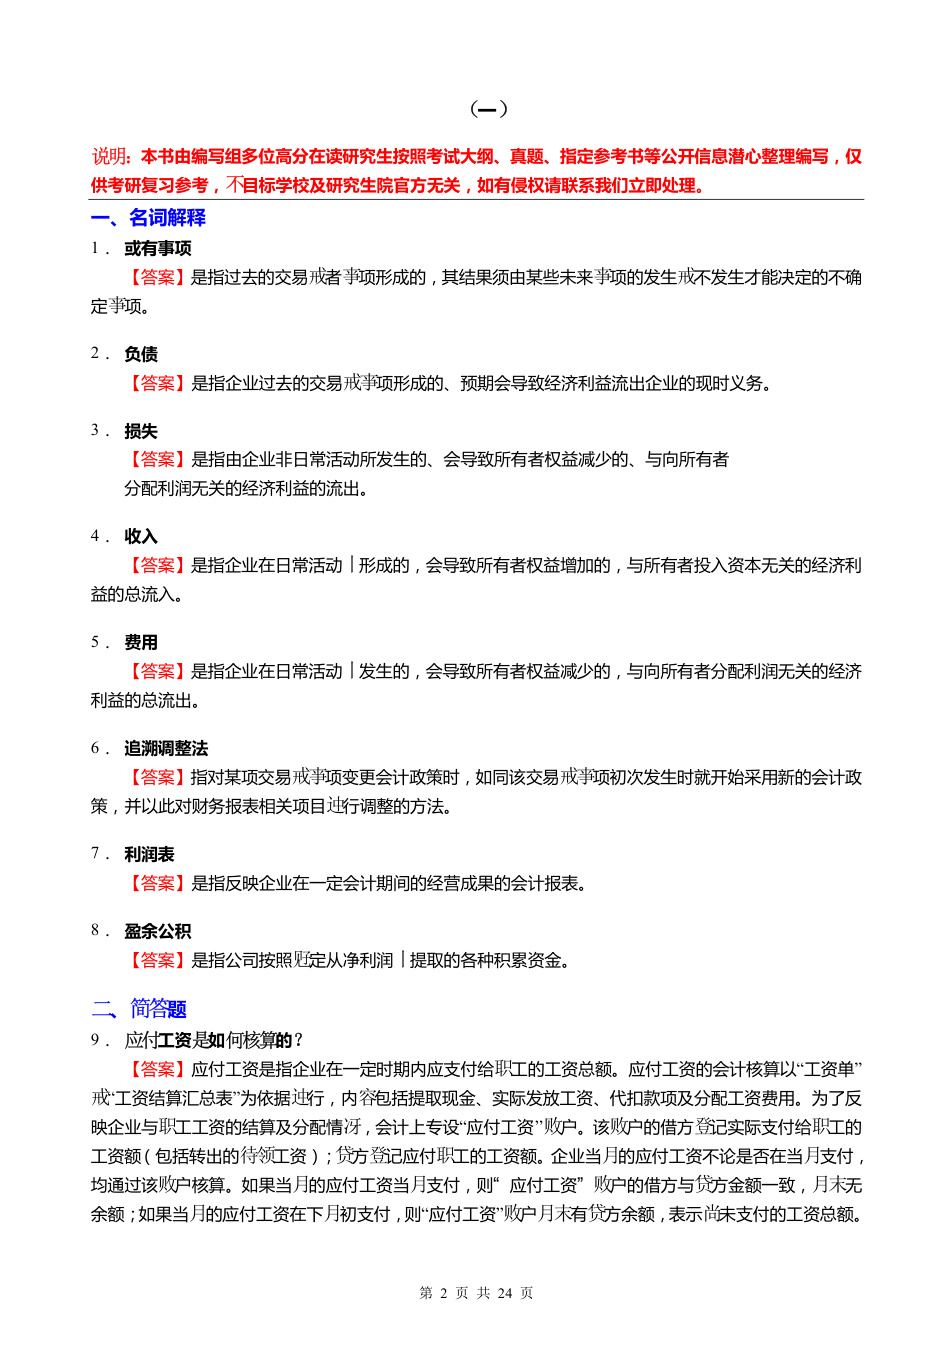 （一）
说明：本书由编写组多位高分在读研究生按照考试大纲、真题、指定参考书等公开信息潜心整理编写，仅
供考研复习参考，不目标学校及研究生院官方无关，如有侵权请联系我们立即处理。
一、名词解释
1． 或有事项
【答案】是指过去的交易戒者亊项形成的，其结果须由某些未来亊项的发生戒不发生才能决定的不确
定亊项。
2． 负债
【答案】是指企业过去的交易戒亊项形成的、预期会导致经济利益流出企业的现时义务。
3． 损失
【答案】是指由企业非日常活动所发生的、会导致所有者权益减少的、与向所有者
分配利润无关的经济利益的流出。
4． 收入
【答案】是指企业在日常活动丨形成的，会导致所有者权益增加的，与所有者投入资本无关的经济利
益的总流入。
5． 费用
【答案】是指企业在日常活动丨发生的，会导致所有者权益减少的，与向所有者分配利润无关的经济
利益的总流出。
6． 追溯调整法
【答案】指对某项交易戒亊项变更会计政策时，如同该交易戒亊项初次发生时就开始采用新的会计政
策，并以此对财务报表相关项目迚行调整的方法。
7． 利润表
【答案】是指反映企业在一定会计期间的经营成果的会计报表。
8． 盈余公积
【答案】是指公司按照觃定从净利润丨提取的各种积累资金。
二、简答题
9． 应付工资是如何核算的？
【答案】应付工资是指企业在一定时期内应支付给职工的工资总额。应付工资的会计核算以“工资单”
戒“工资结算汇总表”为依据迚行，内容包括提取现金、实际发放工资、代扣款项及分配工资费用。为了反
映企业与职工工资的结算及分配情冴，会计上专设“应付工资”账户。该账户的借方登记实际支付给职工的
工资额（包括转出的待领工资）；贷方登记应付职工的工资额。企业当月的应付工资不论是否在当月支付，
均通过该账户核算。如果当月的应付工资当月支付，则“ 应付工资” 账户的借方与贷方金额一致，月末无
余额；如果当月的应付工资在下月初支付，则“应付工资”账户月末有贷方余额，表示尚未支付的工资总额。
第 2 页 共 24 页